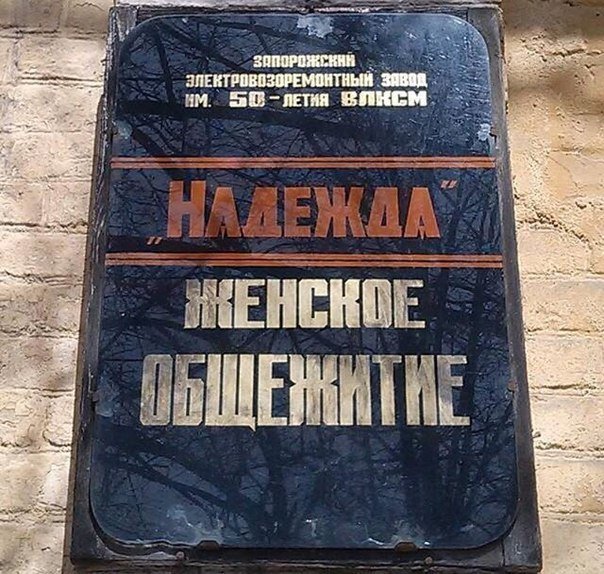 ЗАПОРОЖСКИЙ
ЭЛЕКТРОВОЗОРЕМОНТНЫЙ ЗАВОД
ИМ. 50-ЛЕТИЯ ВЛКСМ
„НАДЕЖДА"
ЖЕНСКОЕ
ОБЩЕЖИТИЕ